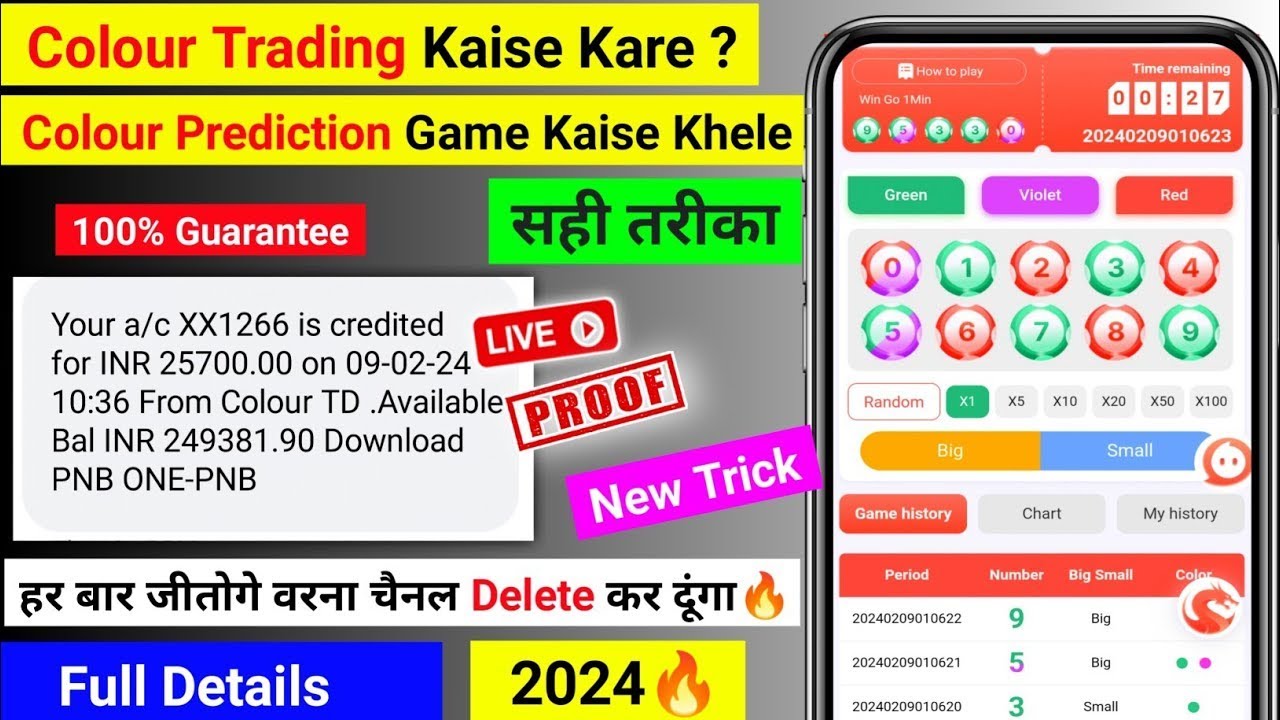 Colour Trading Kaise Kare ?
Colour Prediction Game Kaise Khele
सही तरीका
100% Guarantee
Your a/c XX1266 is credited
for INR 25700.00 on 09-02-24
10:36 From Colour TD .Available
Bal INR 249381.90 Download
PNB ONE-PNB
LIVE
PROOF
New Trick
हर बार जीतोगे वरना चैनल Delete कर दूंगा🔥
Full Details
2024🔥
How to play
Time remaining
Win Go 1Min
00:27
9 5 3 3 0
20240209010623
Green Violet Red
0 1 2 3 4
5 6 7 8 9
Random X1 X5 X10 X20 X50 X100
Big Small
Game history Chart My history
Period Number Big Small Color
20240209010622 9 Big
20240209010621 5 Big
20240209010620 3 Small